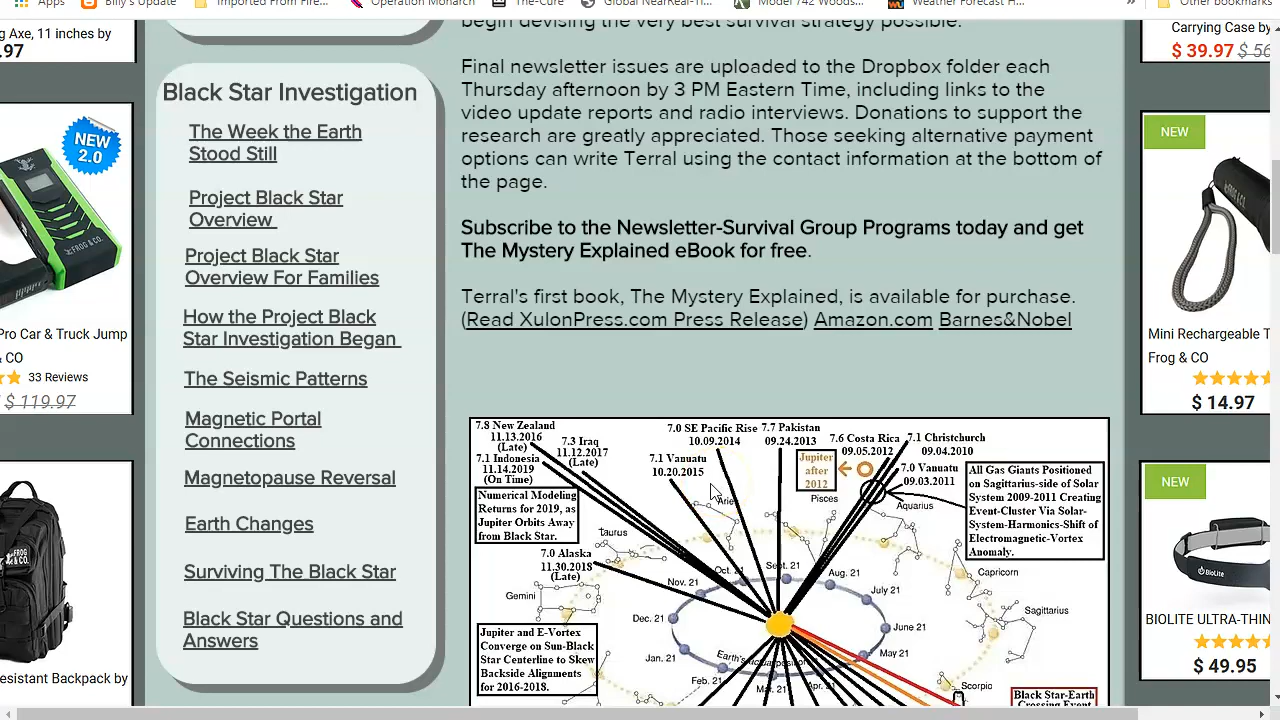 Apps
Billy's Update
Imported From Fire...
Operation Monarch
The-Cure
Global NearReal-Ti...
Model 742 Woods...
Weather Forecast H...
»
Other bookmarks
g Axe, 11 inches by
.97
NEW
2.0
FROG & CO.
Pro Car & Truck Jump
& CO
33 Reviews
$ 119.97
FROG
& CO
esistant Backpack by
Black Star Investigation
The Week the Earth
Stood Still
Project Black Star
Overview
Project Black Star
Overview For Families
How the Project Black
Star Investigation Began
The Seismic Patterns
Magnetic Portal
Connections
Magnetopause Reversal
Earth Changes
Surviving The Black Star
Black Star Questions and
Answers
begin devising the very best survival strategy possible.
Final newsletter issues are uploaded to the Dropbox folder each
Thursday afternoon by 3 PM Eastern Time, including links to the
video update reports and radio interviews. Donations to support the
research are greatly appreciated. Those seeking alternative payment
options can write Terral using the contact information at the bottom of
the page.
Subscribe to the Newsletter-Survival Group Programs today and get
The Mystery Explained eBook for free.
Terral's first book, The Mystery Explained, is available for purchase.
(Read XulonPress.com Press Release) Amazon.com Barnes&Nobel
7.8 New Zealand
11.13.2016
(Late)
7.1 Indonesia
11.14.2019
(On Time)
7.3 Iraq
11.12.2017
(Late)
7.0 SE Pacific Rise
10.09.2014
7.1 Vanuatu
10.20.2015
7.7 Pakistan
09.24.2013
7.6 Costa Rica
09.05.2012
7.1 Christchurch
09.04.2010
7.0 Vanuatu
09.03.2011
Jupiter
after
2012
All Gas Giants Positioned
on Sagittarius-side of Solar
System 2009-2011 Creating
Event-Cluster Via Solar-
System-Harmonics-Shift of
Electromagnetic-Vortex
Anomaly.
Numerical Modeling
Returns for 2019, as
Jupiter Orbits Away
from Black Star.
7.0 Alaska
11.30.2018
(Late)
Jupiter and E-Vortex
Converge on Sun-Black
Star Centerline to Skew
Backside Alignments
for 2016-2018.
Taurus
Aries
Pisces
Aquarius
Capricorn
Sagittarius
Scorpio
Gemini
Oct. 21
Sept. 21
Aug. 21
Nov. 21
July 21
Dec. 21
June 21
Jan. 21
May 21
Feb. 21
Mar. 21
Apr. 21
Earth's actual position
Black Star-Earth
Crossing Event
Carrying Case by
$ 39.97 $ 56
NEW
FROG & CO.
Mini Rechargeable T
Frog & CO
$ 14.97
NEW
BioLite
BIOLITE ULTRA-THIN
$ 49.95